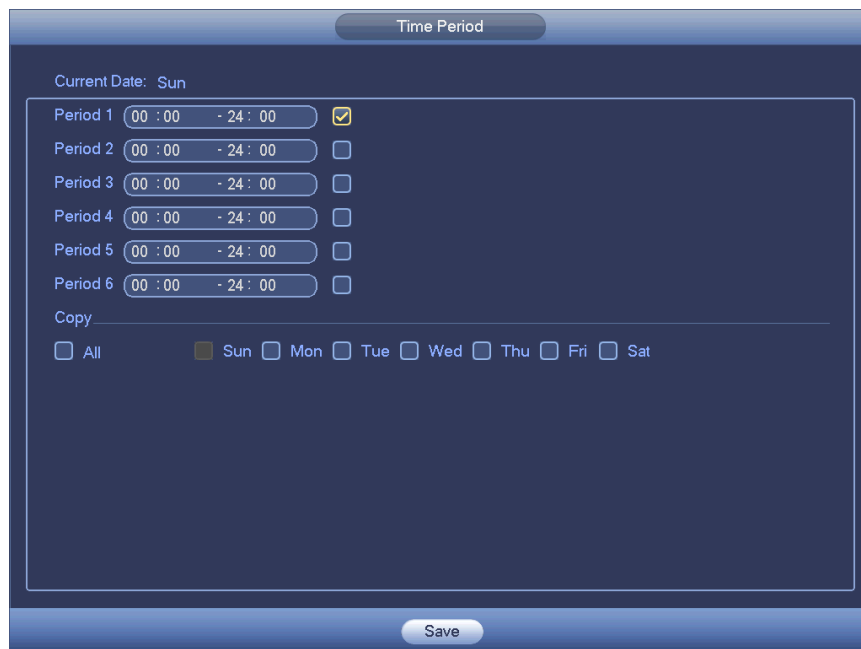 Time Period
Current Date: Sun
Period 1 00 :00 - 24 : 00
Period 2 00 :00 - 24 : 00
Period 3 00 :00 - 24 : 00
Period 4 00 :00 - 24 : 00
Period 5 00 :00 - 24 : 00
Period 6 00 :00 - 24 : 00
Copy
All Sun Mon Tue Wed Thu Fri Sat
Save